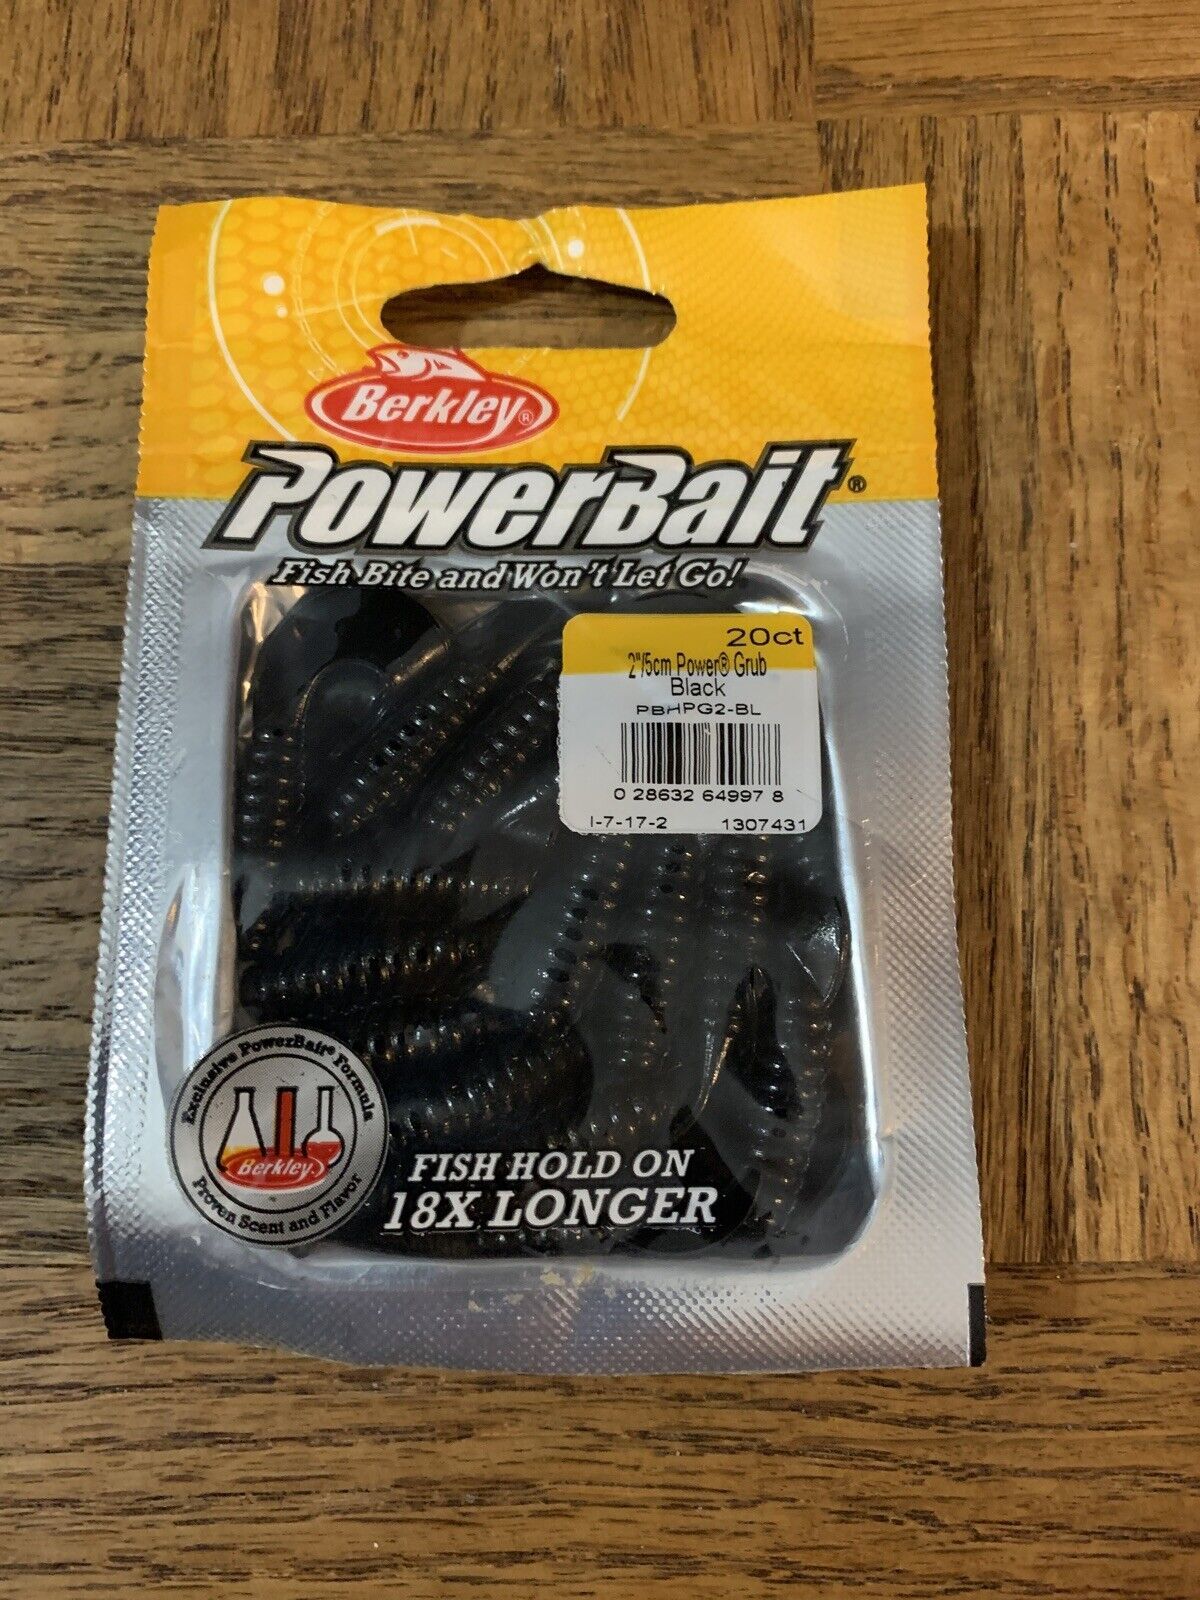 Berkley®
PowerBait®
Fish Bite and Won't Let Go!
20ct
2"/5cm Power® Grub
Black
PBHPG2-BL
0 28632 64997 8
I-7-17-2 1307431
Exclusive PowerBait® Formula
Berkley
Proven Scent and Flavor
FISH HOLD ON
18X LONGER